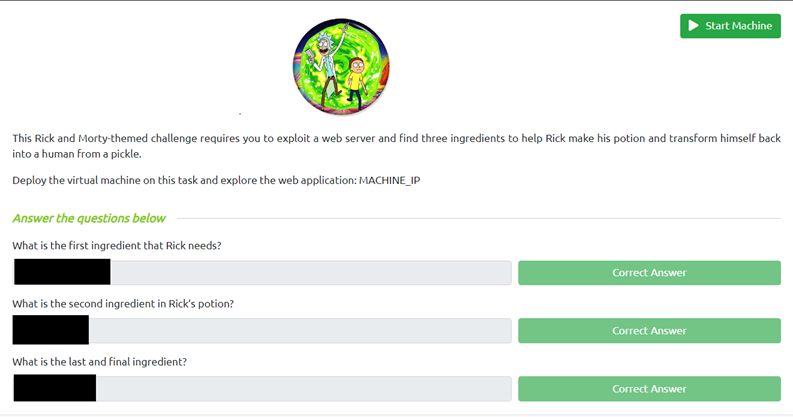 Start Machine
This Rick and Morty-themed challenge requires you to exploit a web server and find three ingredients to help Rick make his potion and transform himself back
into a human from a pickle.
Deploy the virtual machine on this task and explore the web application: MACHINE_IP
Answer the questions below
What is the first ingredient that Rick needs?
Correct Answer
What is the second ingredient in Rick's potion?
Correct Answer
What is the last and final ingredient?
Correct Answer